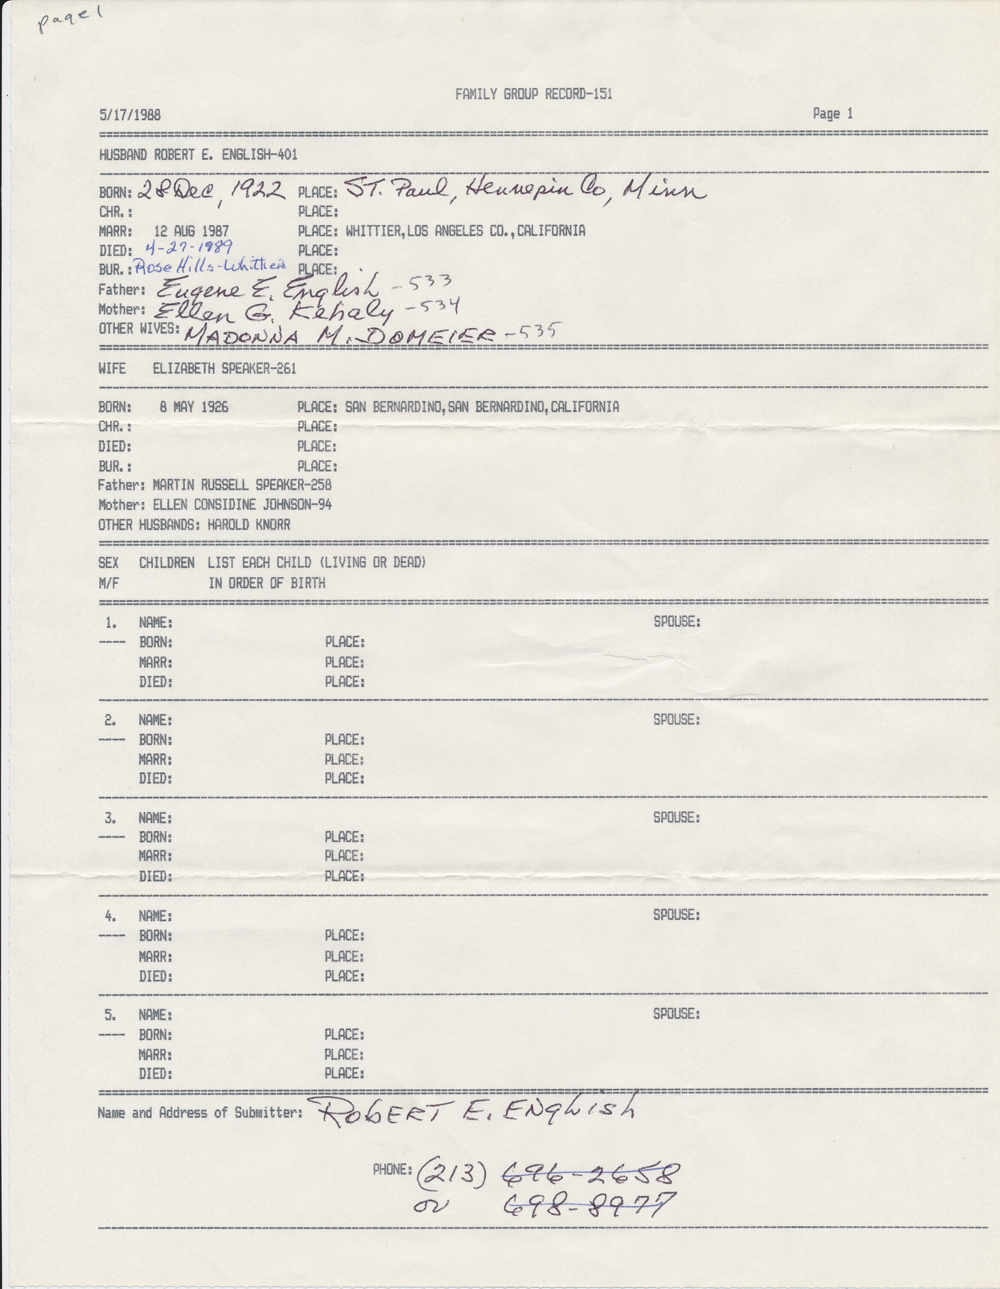 page 1
FAMILY GROUP RECORD-151
5/17/1988 Page 1
HUSBAND ROBERT E. ENGLISH-401
BORN: 28 Dec, 1922 PLACE: ST. Paul, Hennepin Co, Minn
CHR.: PLACE:
MARR: 12 AUG 1987 PLACE: WHITTIER,LOS ANGELES CO.,CALIFORNIA
DIED: 4-27-1989 PLACE:
BUR.: Rose Hills-Whittier PLACE:
Father: Eugene E. English -533
Mother: Ellen G. Kehaly -534
OTHER WIVES: MADONNA M. DOMEIER -535
WIFE ELIZABETH SPEAKER-261
BORN: 8 MAY 1926 PLACE: SAN BERNARDINO,SAN BERNARDINO,CALIFORNIA
CHR.: PLACE:
DIED: PLACE:
BUR.: PLACE:
Father: MARTIN RUSSELL SPEAKER-258
Mother: ELLEN CONSIDINE JOHNSON-94
OTHER HUSBANDS: HAROLD KNORR
SEX CHILDREN LIST EACH CHILD (LIVING OR DEAD)
M/F IN ORDER OF BIRTH
1. NAME: SPOUSE:
---- BORN: PLACE:
MARR: PLACE:
DIED: PLACE:
2. NAME: SPOUSE:
---- BORN: PLACE:
MARR: PLACE:
DIED: PLACE:
3. NAME: SPOUSE:
---- BORN: PLACE:
MARR: PLACE:
DIED: PLACE:
4. NAME: SPOUSE:
---- BORN: PLACE:
MARR: PLACE:
DIED: PLACE:
5. NAME: SPOUSE:
---- BORN: PLACE:
MARR: PLACE:
DIED: PLACE:
Name and Address of Submitter: ROBERT E. ENGLISH
PHONE: (213) 696-2658
or 698-8977